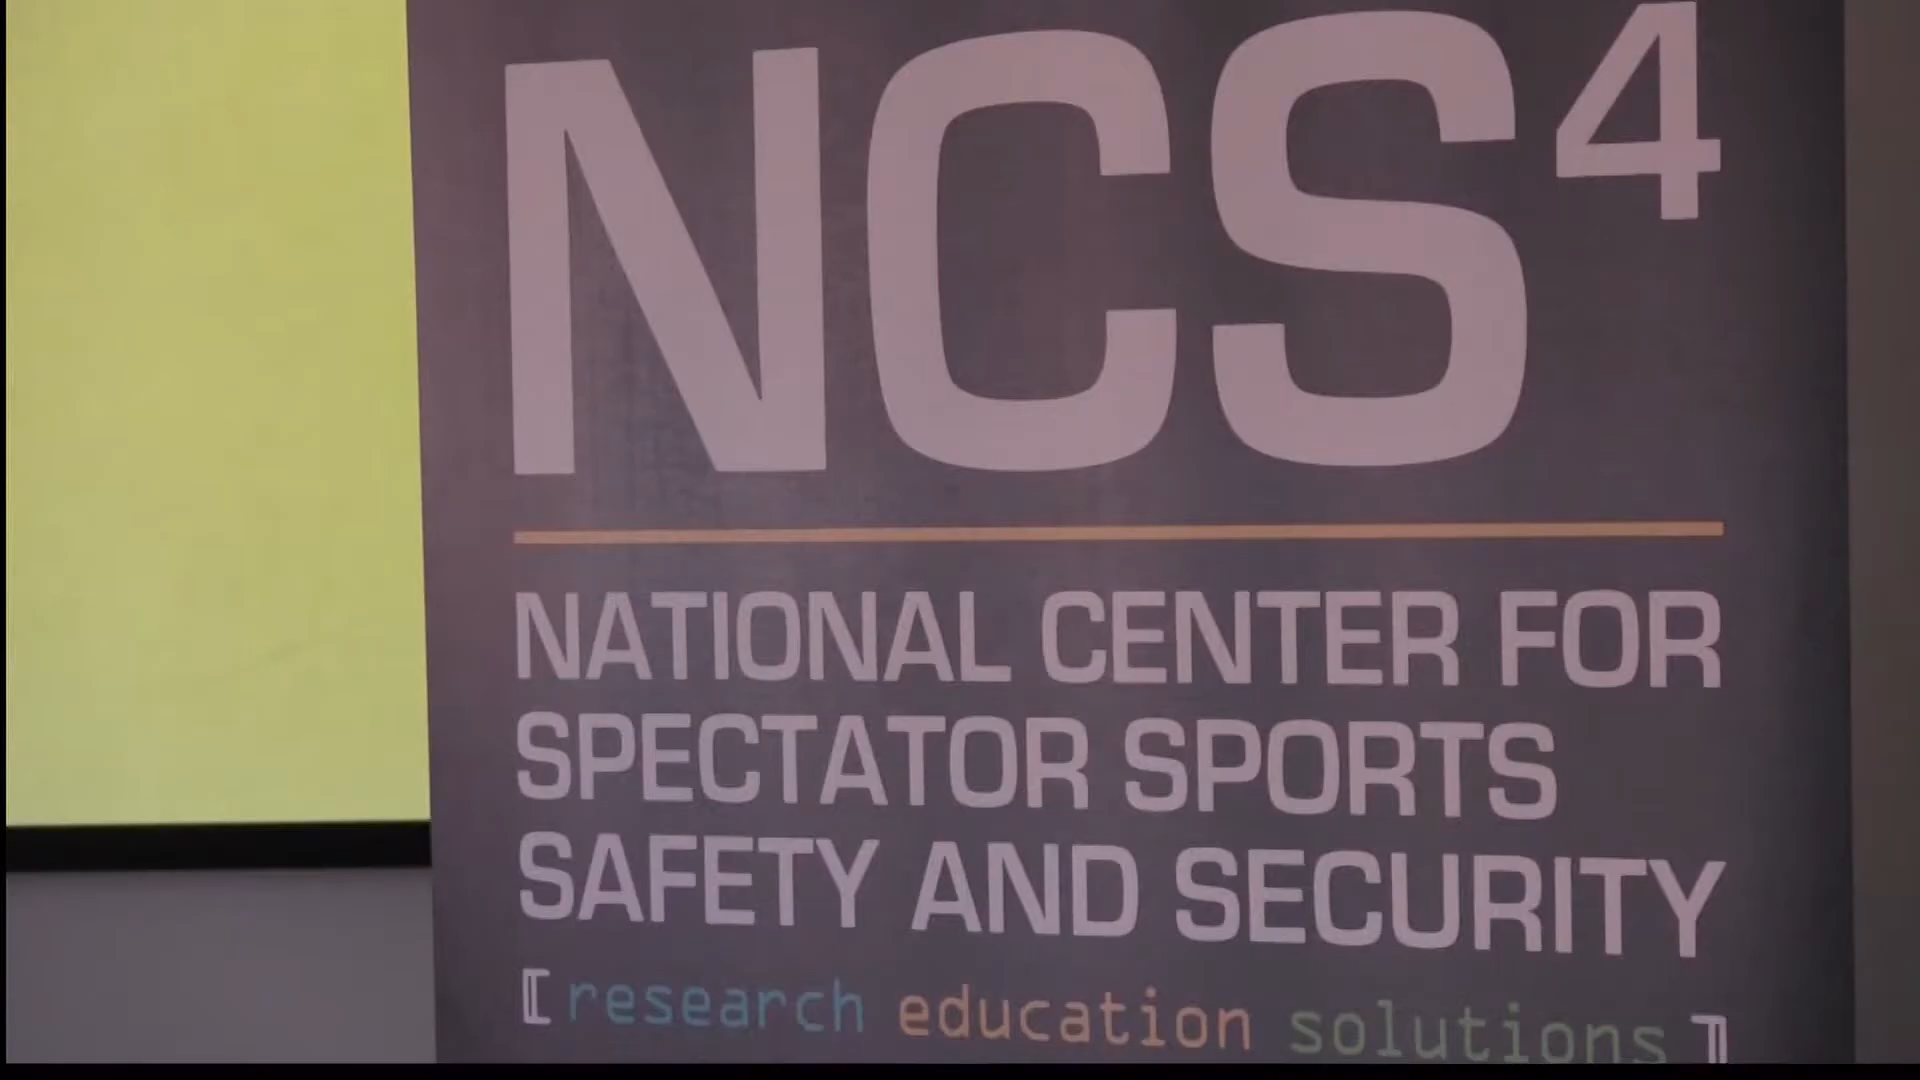 NCS⁴
NATIONAL CENTER FOR
SPECTATOR SPORTS
SAFETY AND SECURITY
[research education solutions]